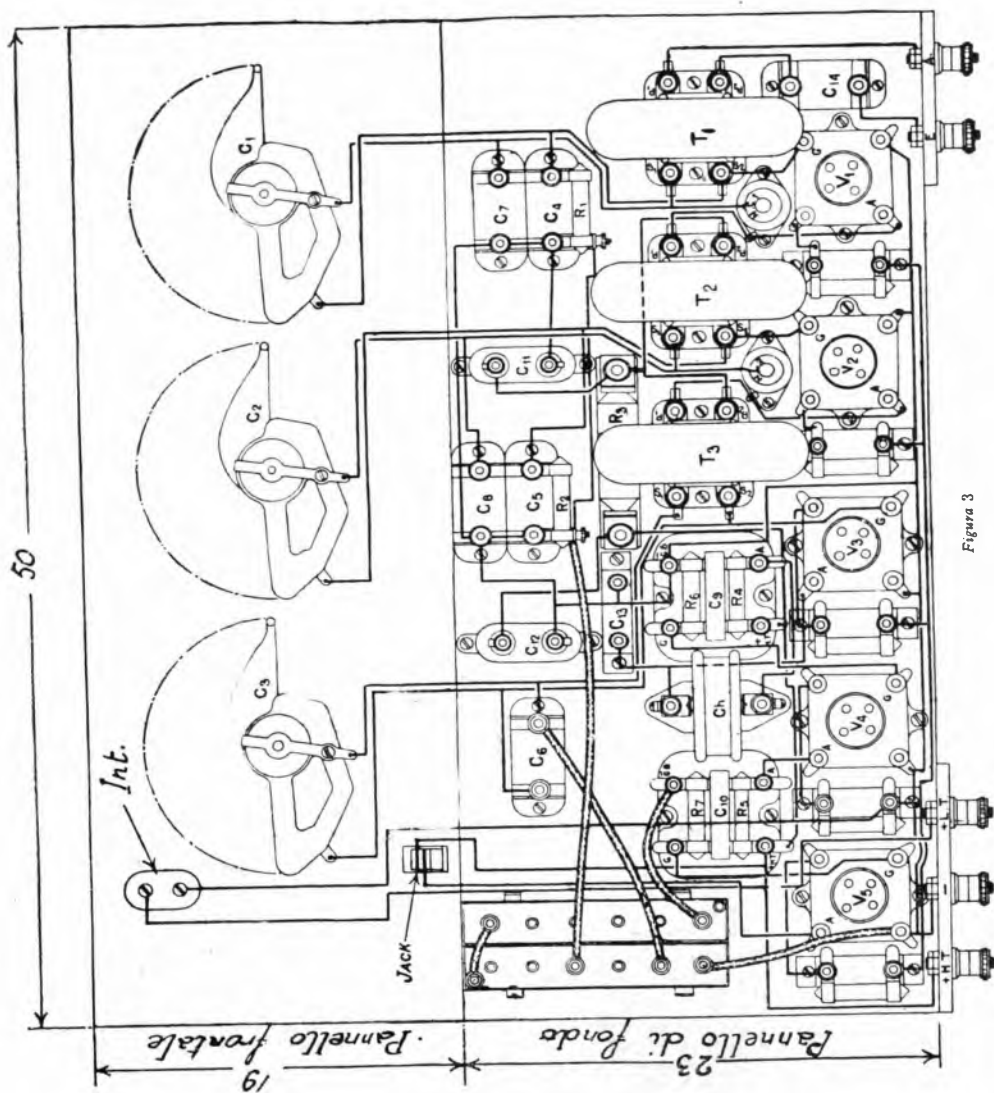 50
Int.
C3
C2
C1
JACK
19
Pannello frontale
23
Pannello di fondo
C6
C12
C8
C5
R2
C11
C7
C4
R1
C13
R3
R7
C10
R5
Ch
R6
C9
R4
T3
T2
T1
C14
V5
V4
V3
V2
V1
A
G
A
G
A
G
A
G
A
G
+HT
-
+LT
E
A
Figura 3